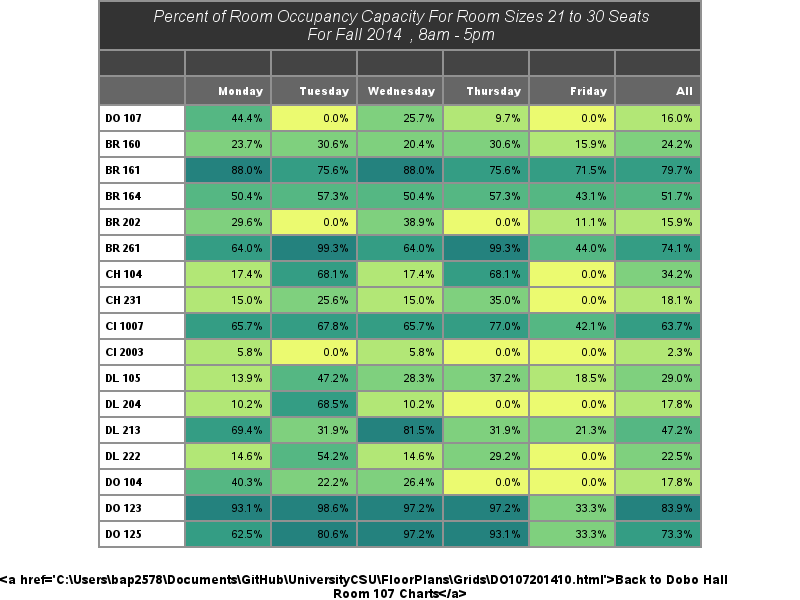 Percent of Room Occupancy Capacity For Room Sizes 21 to 30 Seats
For Fall 2014 , 8am - 5pm
Monday Tuesday Wednesday Thursday Friday All
DO 107 44.4% 0.0% 25.7% 9.7% 0.0% 16.0%
BR 160 23.7% 30.6% 20.4% 30.6% 15.9% 24.2%
BR 161 88.0% 75.6% 88.0% 75.6% 71.5% 79.7%
BR 164 50.4% 57.3% 50.4% 57.3% 43.1% 51.7%
BR 202 29.6% 0.0% 38.9% 0.0% 11.1% 15.9%
BR 261 64.0% 99.3% 64.0% 99.3% 44.0% 74.1%
CH 104 17.4% 68.1% 17.4% 68.1% 0.0% 34.2%
CH 231 15.0% 25.6% 15.0% 35.0% 0.0% 18.1%
CI 1007 65.7% 67.8% 65.7% 77.0% 42.1% 63.7%
CI 2003 5.8% 0.0% 5.8% 0.0% 0.0% 2.3%
DL 105 13.9% 47.2% 28.3% 37.2% 18.5% 29.0%
DL 204 10.2% 68.5% 10.2% 0.0% 0.0% 17.8%
DL 213 69.4% 31.9% 81.5% 31.9% 21.3% 47.2%
DL 222 14.6% 54.2% 14.6% 29.2% 0.0% 22.5%
DO 104 40.3% 22.2% 26.4% 0.0% 0.0% 17.8%
DO 123 93.1% 98.6% 97.2% 97.2% 33.3% 83.9%
DO 125 62.5% 80.6% 97.2% 93.1% 33.3% 73.3%
<a href='C:\Users\bap2578\Documents\GitHub\UniversityCSU\FloorPlans\Grids\DO107201410.html'>Back to Dobo Hall
Room 107 Charts</a>